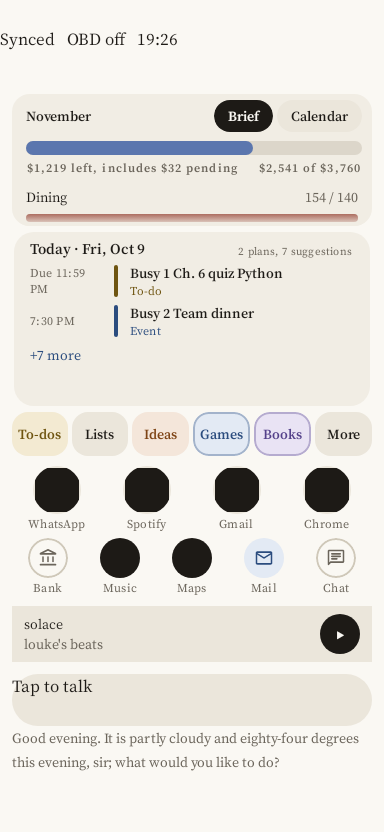 Synced OBD off 19:26
November Brief Calendar
$1,219 left, includes $32 pending $2,541 of $3,760
Dining 154 / 140
Today · Fri, Oct 9 2 plans, 7 suggestions
Due 11:59 PM
Busy 1 Ch. 6 quiz Python
To-do
7:30 PM
Busy 2 Team dinner
Event
+7 more
To-dos Lists Ideas Games Books More
WhatsApp Spotify Gmail Chrome
Bank Music Maps Mail Chat
solace
louke's beats
Tap to talk
Good evening. It is partly cloudy and eighty-four degrees
this evening, sir; what would you like to do?